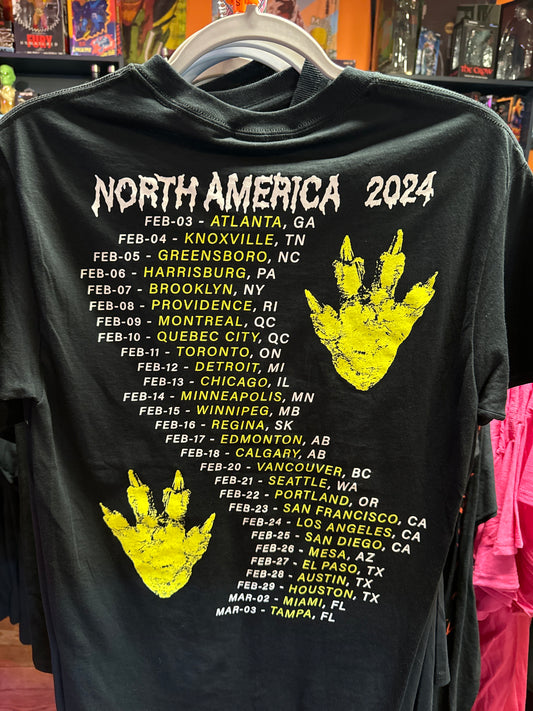 FURY
The Crow
NORTH AMERICA 2024
FEB-03 - ATLANTA, GA
FEB-04 - KNOXVILLE, TN
FEB-05 - GREENSBORO, NC
FEB-06 - HARRISBURG, PA
FEB-07 - BROOKLYN, NY
FEB-08 - PROVIDENCE, RI
FEB-09 - MONTREAL, QC
FEB-10 - QUEBEC CITY, QC
FEB-11 - TORONTO, ON
FEB-12 - DETROIT, MI
FEB-13 - CHICAGO, IL
FEB-14 - MINNEAPOLIS, MN
FEB-15 - WINNIPEG, MB
FEB-16 - REGINA, SK
FEB-17 - EDMONTON, AB
FEB-18 - CALGARY, AB
FEB-20 - VANCOUVER, BC
FEB-21 - SEATTLE, WA
FEB-22 - PORTLAND, OR
FEB-23 - SAN FRANCISCO, CA
FEB-24 - LOS ANGELES, CA
FEB-25 - SAN DIEGO, CA
FEB-26 - MESA, AZ
FEB-27 - EL PASO, TX
FEB-28 - AUSTIN, TX
FEB-29 - HOUSTON, TX
MAR-02 - MIAMI, FL
MAR-03 - TAMPA, FL